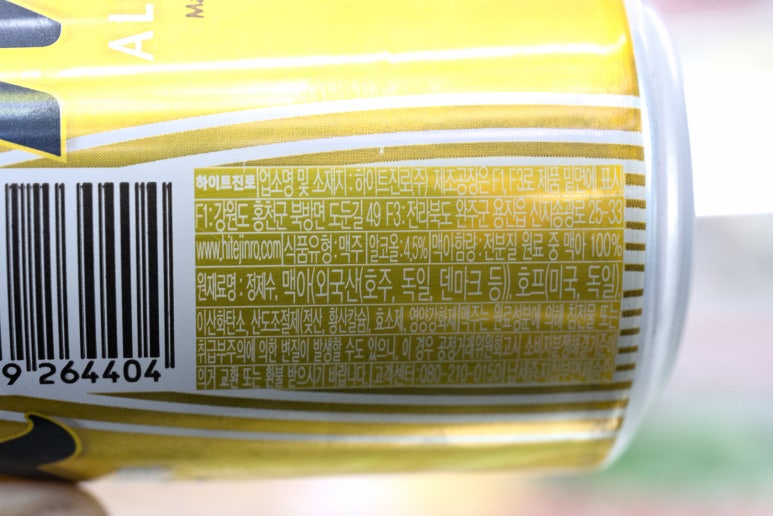 AL
하이트진로 업소명 및 소재지: 하이트진로(주) 제조공장은 F1, F3로 제품 밑면에 표시
F1:강원도 홍천군 북방면 도둔길 49 F3:전라북도 완주군 용진읍 신지송광로 25-33
www.hitejinro.com 식품유형:맥주 알코올:4.5% 맥아함량:전분질 원료 중 맥아 100%
원재료명: 정제수, 맥아(외국산(호주, 독일, 덴마크 등)), 호프(미국, 독일)
이산화탄소, 산도조절제(젖산, 황산칼슘), 효소제, 영양강화제 맥주는 원료성분에 의해 침전물 또는
취급부주의에 의한 변질이 발생할 수도 있으니, 이 경우 공정거래위원회고시 소비자분쟁해결기준에
의거 교환 또는 환불 받으시기 바랍니다. 고객센터:080-210-0150
9 264404